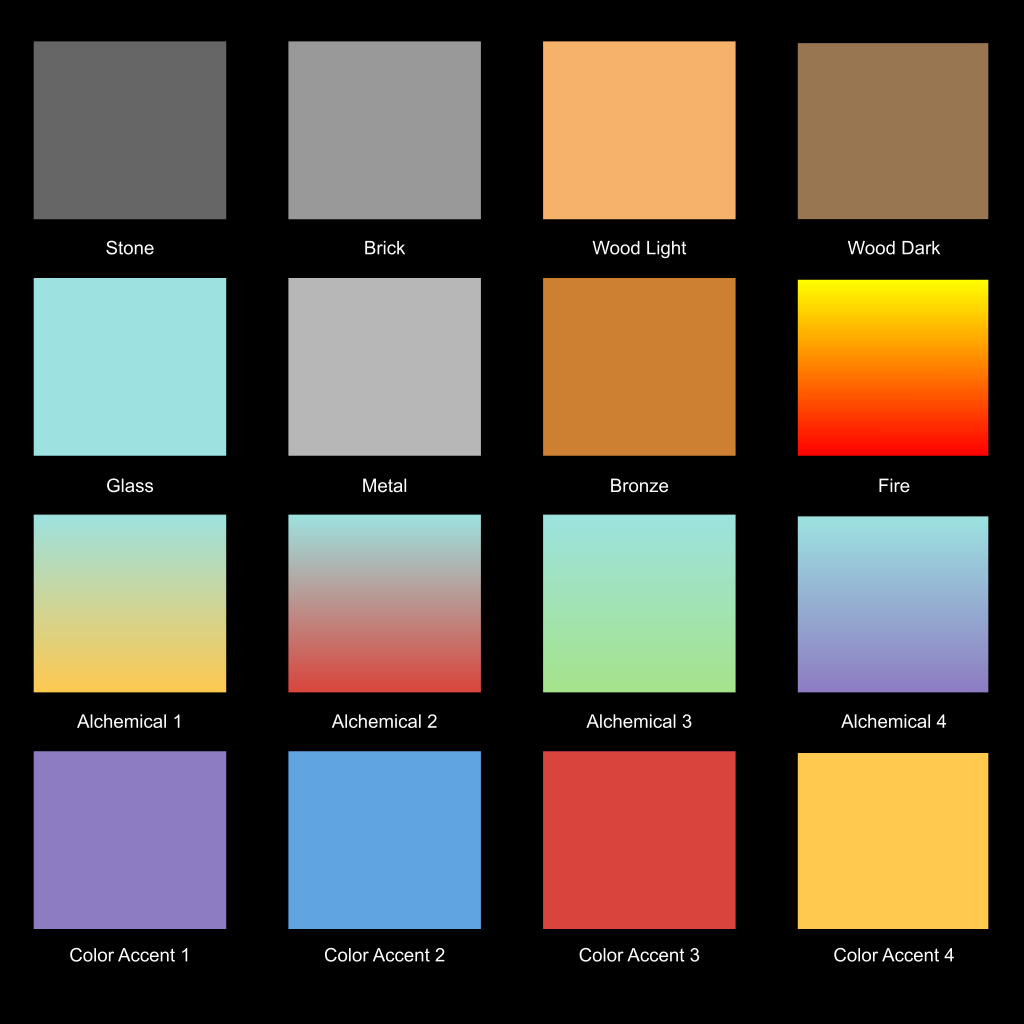 Stone
Brick
Wood Light
Wood Dark
Glass
Metal
Bronze
Fire
Alchemical 1
Alchemical 2
Alchemical 3
Alchemical 4
Color Accent 1
Color Accent 2
Color Accent 3
Color Accent 4